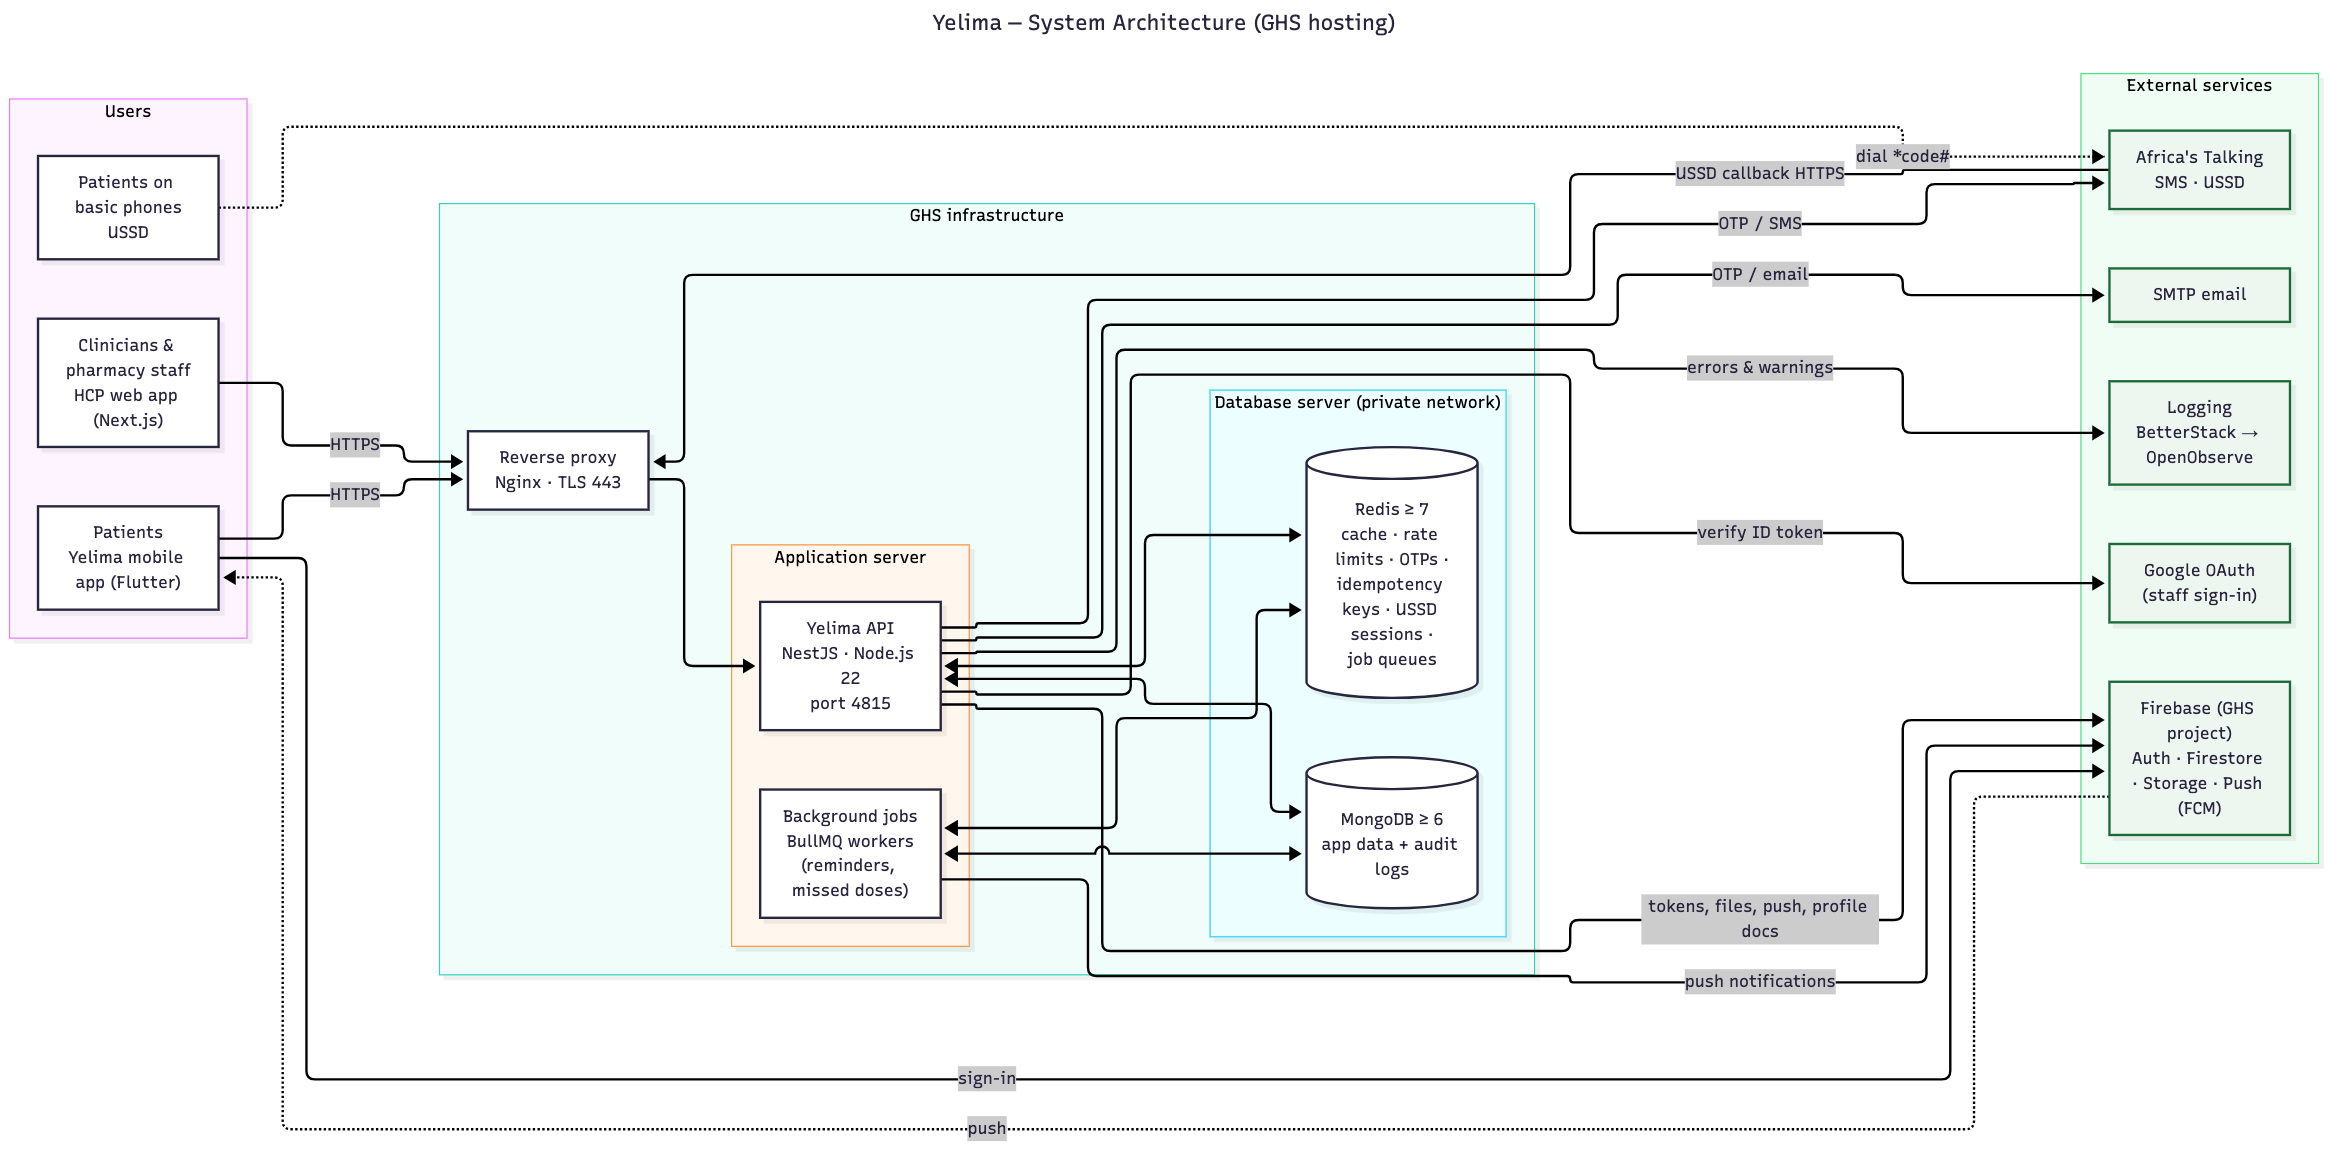 Yelima – System Architecture (GHS hosting)
Users
Patients on
basic phones
USSD
Clinicians &
pharmacy staff
HCP web app
(Next.js)
Patients
Yelima mobile
app (Flutter)
HTTPS
HTTPS
GHS infrastructure
Reverse proxy
Nginx · TLS 443
Application server
Yelima API
NestJS · Node.js
22
port 4815
Background jobs
BullMQ workers
(reminders,
missed doses)
Database server (private network)
Redis ≥ 7
cache · rate
limits · OTPs ·
idempotency
keys · USSD
sessions ·
job queues
MongoDB ≥ 6
app data + audit
logs
dial *code#
USSD callback HTTPS
OTP / SMS
OTP / email
errors & warnings
verify ID token
tokens, files, push, profile
docs
push notifications
sign-in
push
External services
Africa's Talking
SMS · USSD
SMTP email
Logging
BetterStack →
OpenObserve
Google OAuth
(staff sign-in)
Firebase (GHS
project)
Auth · Firestore
· Storage · Push
(FCM)